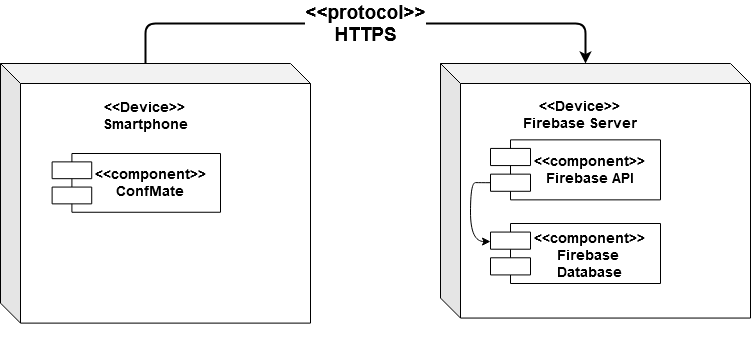 <<protocol>>
HTTPS
<<Device>>
Smartphone
<<component>>
ConfMate
<<Device>>
Firebase Server
<<component>>
Firebase API
<<component>>
Firebase
Database